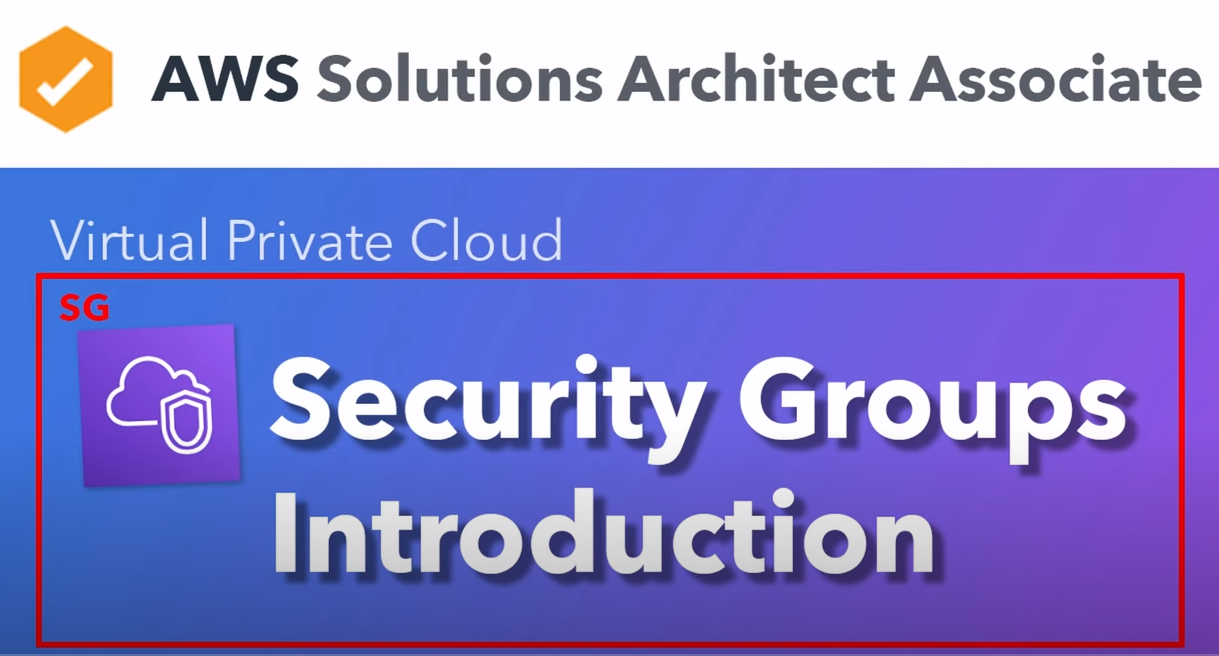 AWS Solutions Architect Associate
Virtual Private Cloud
SG
Security Groups
Introduction